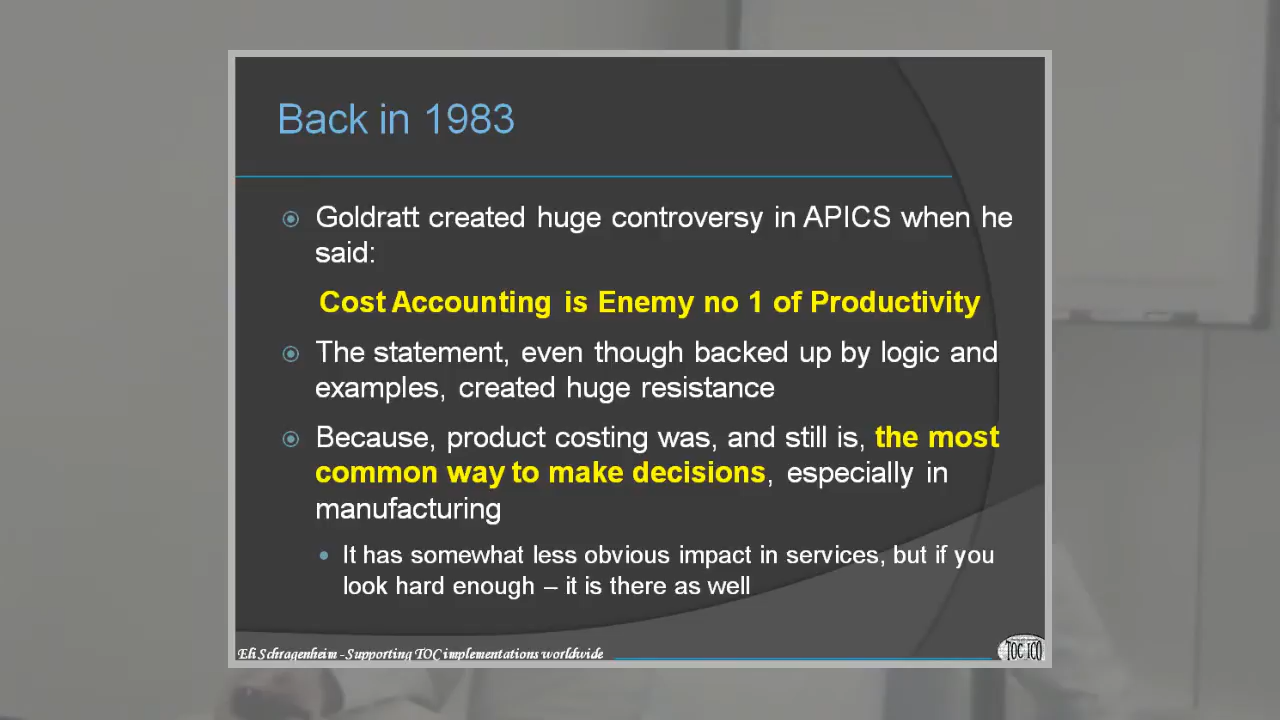 Back in 1983
Goldratt created huge controversy in APICS when he
said:
Cost Accounting is Enemy no 1 of Productivity
The statement, even though backed up by logic and
examples, created huge resistance
Because, product costing was, and still is, the most
common way to make decisions, especially in
manufacturing
It has somewhat less obvious impact in services, but if you
look hard enough – it is there as well
Eli Schragenheim -Supporting TOC implementations worldwide